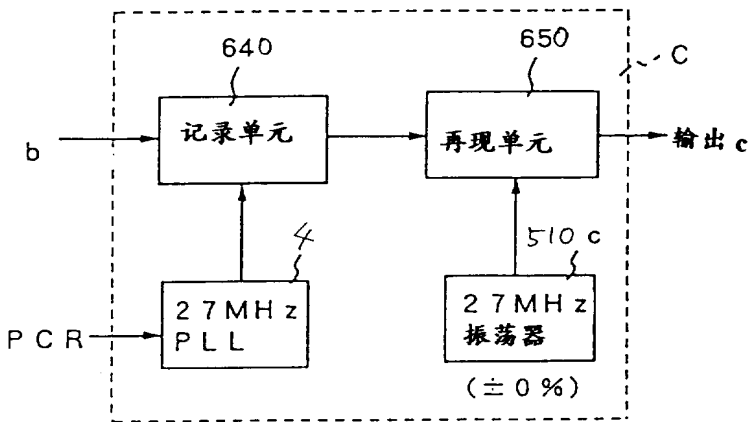 640
650
C
b
记录单元
再现单元
输出 c
4
510 c
PCR
27MHz
PLL
27MHz
振荡器
(±0%)